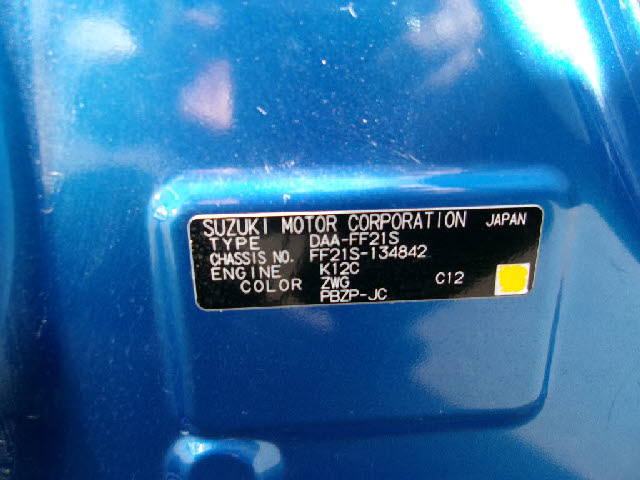 SUZUKI MOTOR CORPORATION JAPAN
TYPE DAA-FF21S
CHASSIS NO. FF21S-134842
ENGINE K12C
COLOR ZWG C12
PBZP-JC